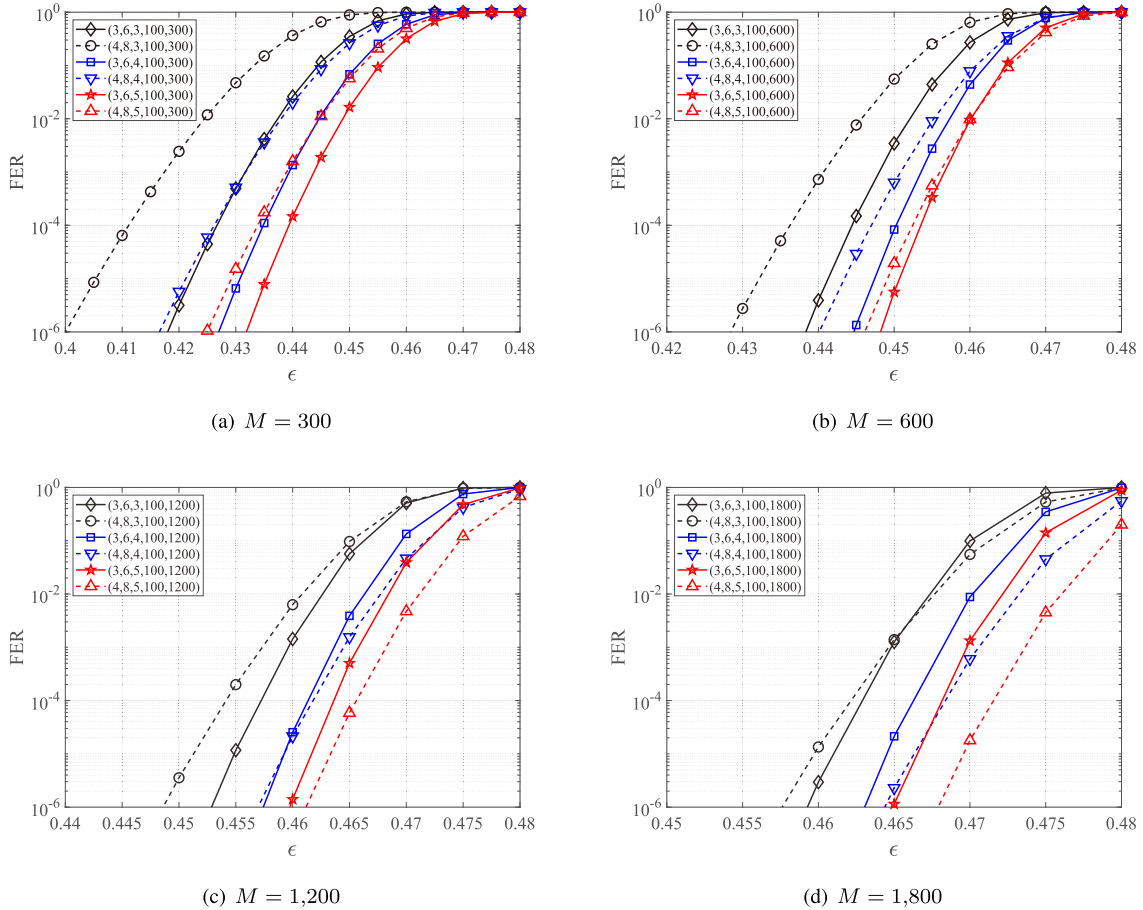 10^0
10^-2
10^-4
10^-6
FER
(3,6,3,100,300)
(4,8,3,100,300)
(3,6,4,100,300)
(4,8,4,100,300)
(3,6,5,100,300)
(4,8,5,100,300)
0.4 0.41 0.42 0.43 0.44 0.45 0.46 0.47 0.48
ϵ
(a) M = 300
10^0
10^-2
10^-4
10^-6
FER
(3,6,3,100,600)
(4,8,3,100,600)
(3,6,4,100,600)
(4,8,4,100,600)
(3,6,5,100,600)
(4,8,5,100,600)
0.42 0.43 0.44 0.45 0.46 0.47 0.48
ϵ
(b) M = 600
10^0
10^-2
10^-4
10^-6
FER
(3,6,3,100,1200)
(4,8,3,100,1200)
(3,6,4,100,1200)
(4,8,4,100,1200)
(3,6,5,100,1200)
(4,8,5,100,1200)
0.44 0.445 0.45 0.455 0.46 0.465 0.47 0.475 0.48
ϵ
(c) M = 1,200
10^0
10^-2
10^-4
10^-6
FER
(3,6,3,100,1800)
(4,8,3,100,1800)
(3,6,4,100,1800)
(4,8,4,100,1800)
(3,6,5,100,1800)
(4,8,5,100,1800)
0.45 0.455 0.46 0.465 0.47 0.475 0.48
ϵ
(d) M = 1,800